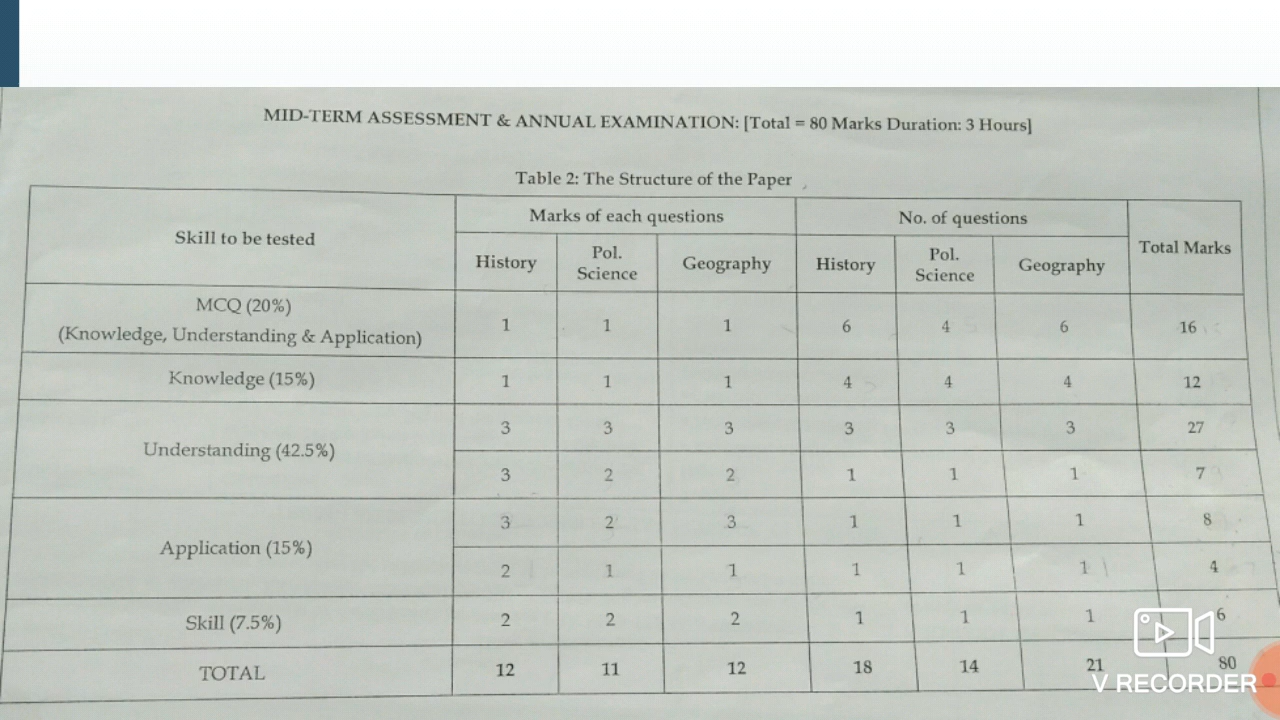 MID-TERM ASSESSMENT & ANNUAL EXAMINATION: [Total = 80 Marks Duration: 3 Hours]
Table 2: The Structure of the Paper
Skill to be tested Marks of each questions No. of questions Total Marks
History Pol. Science Geography History Pol. Science Geography
MCQ (20%)
(Knowledge, Understanding & Application) 1 1 1 6 4 6 16
Knowledge (15%) 1 1 1 4 4 4 12
Understanding (42.5%) 3 3 3 3 3 3 27
3 2 2 1 1 1 7
Application (15%) 3 2 3 1 1 1 8
2 1 1 1 1 1 4
Skill (7.5%) 2 2 2 1 1 1 6
TOTAL 12 11 12 18 14 21 80
V RECORDER